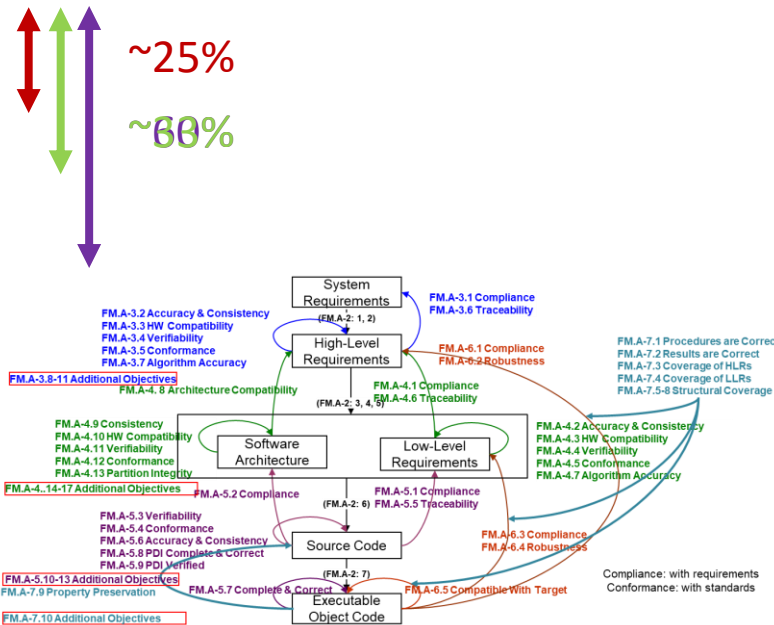 ~25%
~33%
~60%
System
Requirements
(FM.A-2: 1, 2)
FM.A-3.1 Compliance
FM.A-3.6 Traceability
FM.A-3.2 Accuracy & Consistency
FM.A-3.3 HW Compatibility
FM.A-3.4 Verifiability
FM.A-3.5 Conformance
FM.A-3.7 Algorithm Accuracy
High-Level
Requirements
FM.A-6.1 Compliance
FM.A-6.2 Robustness
FM.A-7.1 Procedures are Correc
FM.A-7.2 Results are Correct
FM.A-7.3 Coverage of HLRs
FM.A-7.4 Coverage of LLRs
FM.A-7.5-8 Structural Coverage
FM.A-3.8-11 Additional Objectives
FM.A-4. 8 Architecture Compatibility
FM.A-4.1 Compliance
FM.A-4.6 Traceability
(FM.A-2: 3, 4, 5)
FM.A-4.9 Consistency
FM.A-4.10 HW Compatibility
FM.A-4.11 Verifiability
FM.A-4.12 Conformance
FM.A-4.13 Partition Integrity
Software
Architecture
Low-Level
Requirements
FM.A-4.2 Accuracy & Consistency
FM.A-4.3 HW Compatibility
FM.A-4.4 Verifiability
FM.A-4.5 Conformance
FM.A-4.7 Algorithm Accuracy
FM.A-4..14-17 Additional Objectives
FM.A-5.2 Compliance
(FM.A-2: 6)
FM.A-5.1 Compliance
FM.A-5.5 Traceability
FM.A-5.3 Verifiability
FM.A-5.4 Conformance
FM.A-5.6 Accuracy & Consistency
FM.A-5.8 PDI Complete & Correct
FM.A-5.9 PDI Verified
Source Code
FM.A-6.3 Compliance
FM.A-6.4 Robustness
(FM.A-2: 7)
FM.A-5.10-13 Additional Objectives
FM.A-7.9 Property Preservation
FM.A-5.7 Complete & Correct
FM.A-6.5 Compatible With Target
Executable
Object Code
FM.A-7.10 Additional Objectives
Compliance: with requirements
Conformance: with standards